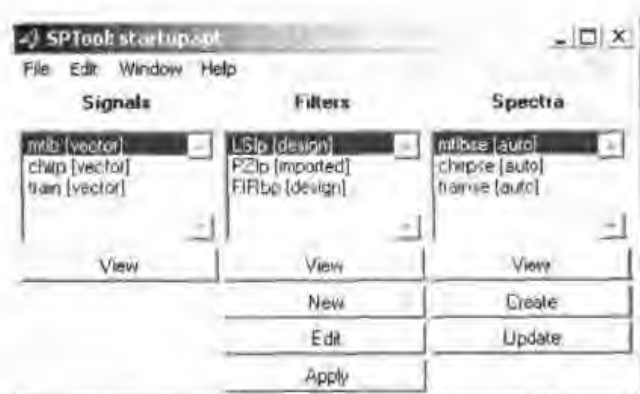 SPTool: startup.spt
File Edit Window Help
Signals Filters Spectra
mtlb [vector] LSlp [design] mtlbse [auto]
chirp [vector] PZlp [imported] chirpse [auto]
train [vector] FIRbp [design] trainse [auto]
View View View
New Create
Edit Update
Apply